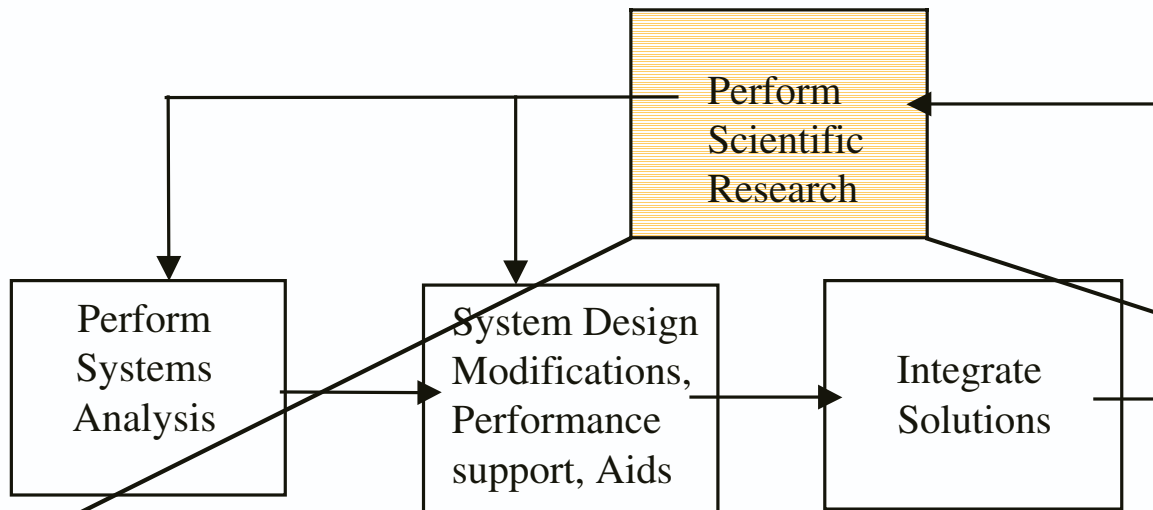 Perform
Scientific
Research
Perform
Systems
Analysis
System Design
Modifications,
Performance
support, Aids
Integrate
Solutions